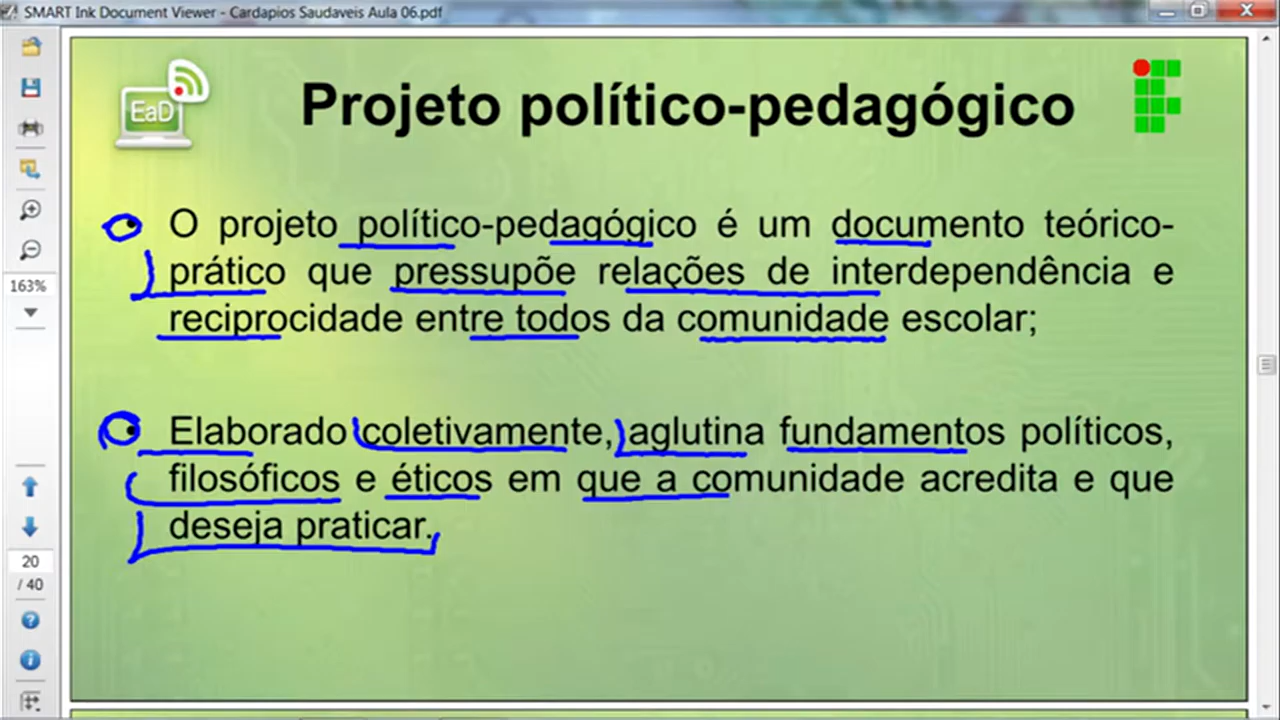 SMART Ink Document Viewer - Cardapios Saudaveis Aula 06.pdf
EaD
Projeto político-pedagógico
O projeto político-pedagógico é um documento teórico-
prático que pressupõe relações de interdependência e
reciprocidade entre todos da comunidade escolar;
Elaborado coletivamente, aglutina fundamentos políticos,
filosóficos e éticos em que a comunidade acredita e que
deseja praticar.
163%
20
/ 40